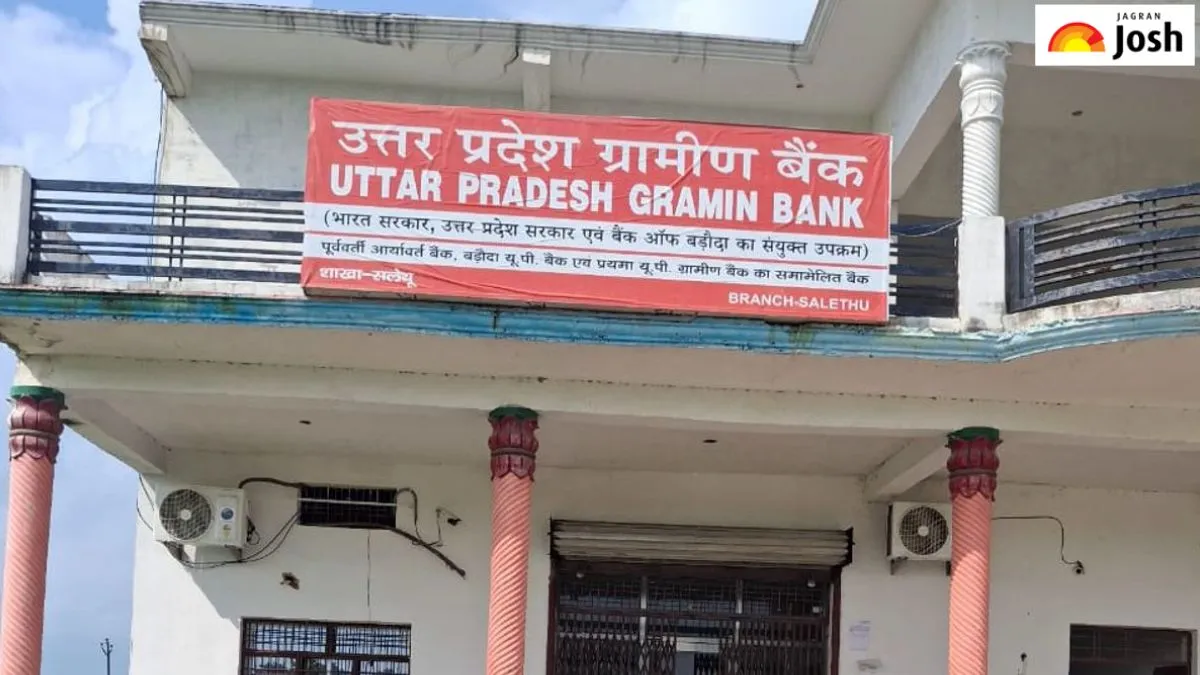 JAGRAN
Josh
उत्तर प्रदेश ग्रामीण बैंक
UTTAR PRADESH GRAMIN BANK
(भारत सरकार, उत्तर प्रदेश सरकार एवं बैंक ऑफ बड़ौदा का संयुक्त उपक्रम)
पूर्ववर्ती आर्यावर्त बैंक, बड़ौदा यू.पी. बैंक एवं प्रथमा यू.पी. ग्रामीण बैंक का समामेलित बैंक
शाखा-सलेथू
BRANCH-SALETHU